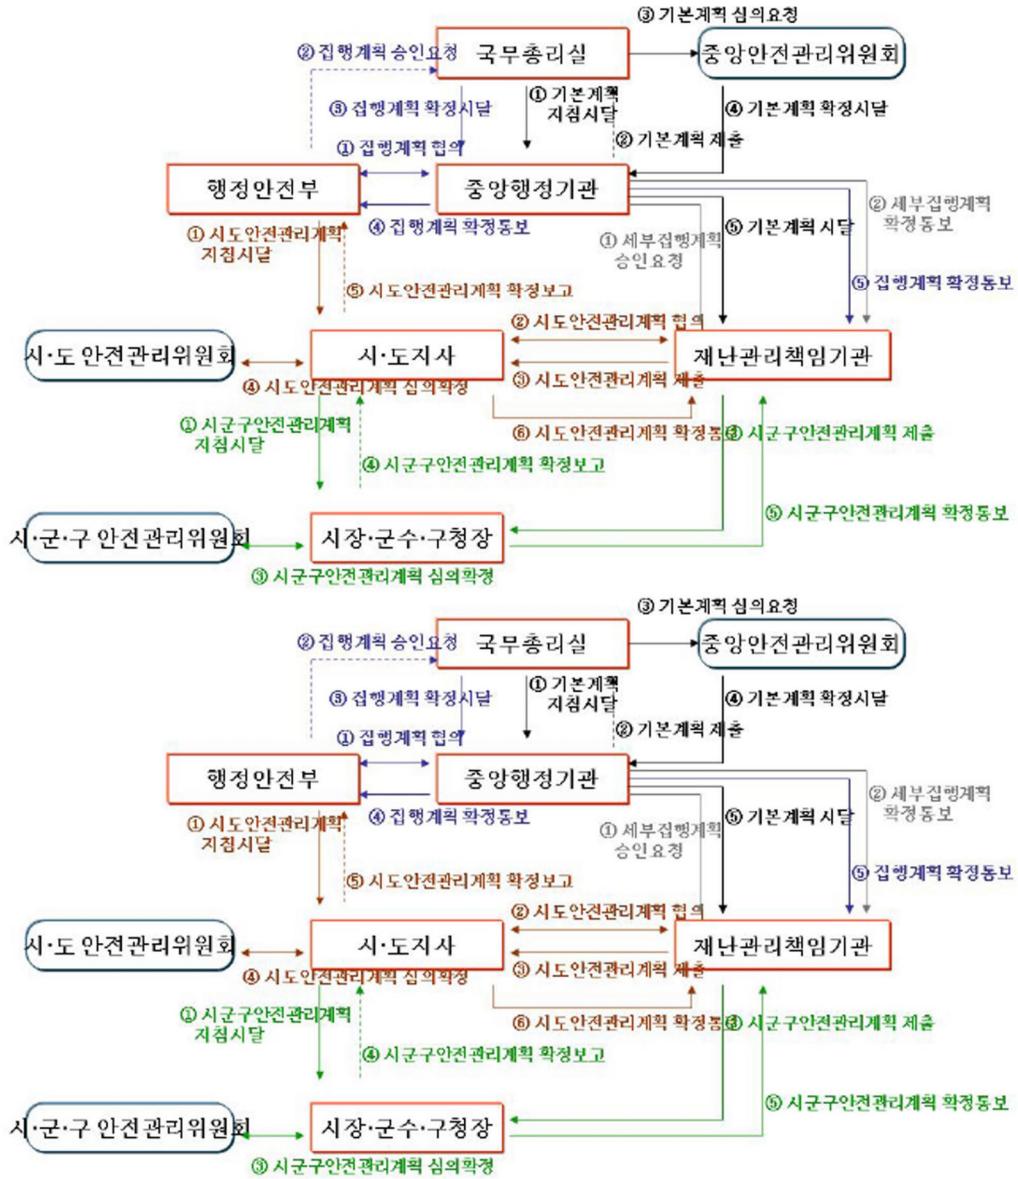 ③ 기본계획 심의요청
② 집행계획 승인요청
국무총리실
중앙안전관리위원회
③ 집행계획 확정시달
① 기본계획
지침시달
④ 기본계획 확정시달
② 기본계획 제출
① 집행계획 협의
행정안전부
중앙행정기관
② 세부집행계획
확정통보
④ 집행계획 확정통보
⑤ 기본계획 시달
① 시도안전관리계획
지침시달
① 세부집행계획
승인요청
⑤ 시도안전관리계획 확정보고
⑤ 집행계획 확정통보
② 시도안전관리계획 협의
시·도 안전관리위원회
시·도지사
재난관리책임기관
③ 시도안전관리계획 제출
④ 시도안전관리계획 심의확정
① 시군구안전관리계획
지침시달
⑥ 시도안전관리계획 확정통보
시군구안전관리계획 제출
④ 시군구안전관리계획 확정보고
⑤ 시군구안전관리계획 확정통보
시·군·구 안전관리위원회
시장·군수·구청장
③ 시군구안전관리계획 심의확정
③ 기본계획 심의요청
② 집행계획 승인요청
국무총리실
중앙안전관리위원회
③ 집행계획 확정시달
① 기본계획
지침시달
④ 기본계획 확정시달
② 기본계획 제출
① 집행계획 협의
행정안전부
중앙행정기관
② 세부집행계획
확정통보
④ 집행계획 확정통보
⑤ 기본계획 시달
① 시도안전관리계획
지침시달
① 세부집행계획
승인요청
⑤ 시도안전관리계획 확정보고
⑤ 집행계획 확정통보
② 시도안전관리계획 협의
시·도 안전관리위원회
시·도지사
재난관리책임기관
③ 시도안전관리계획 제출
④ 시도안전관리계획 심의확정
① 시군구안전관리계획
지침시달
⑥ 시도안전관리계획 확정통보
시군구안전관리계획 제출
④ 시군구안전관리계획 확정보고
⑤ 시군구안전관리계획 확정통보
시·군·구 안전관리위원회
시장·군수·구청장
③ 시군구안전관리계획 심의확정